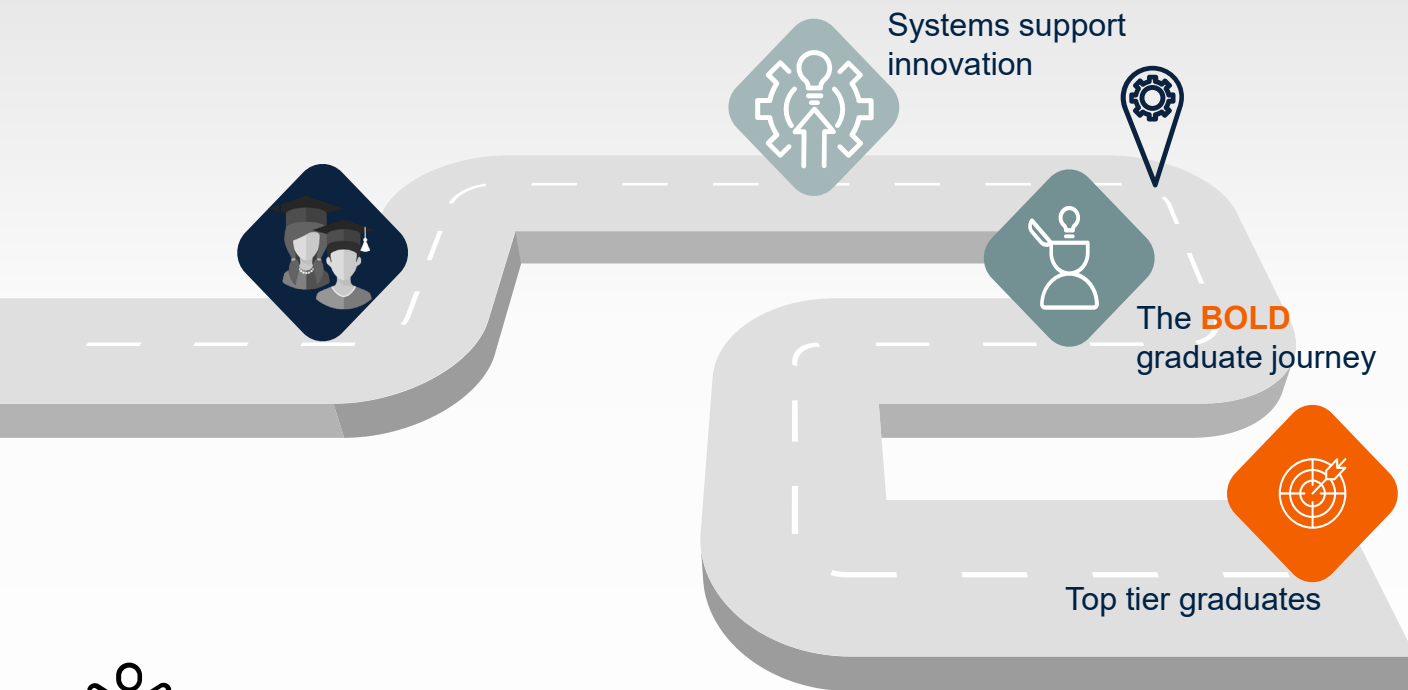 Systems support
innovation
The BOLD
graduate journey
Top tier graduates